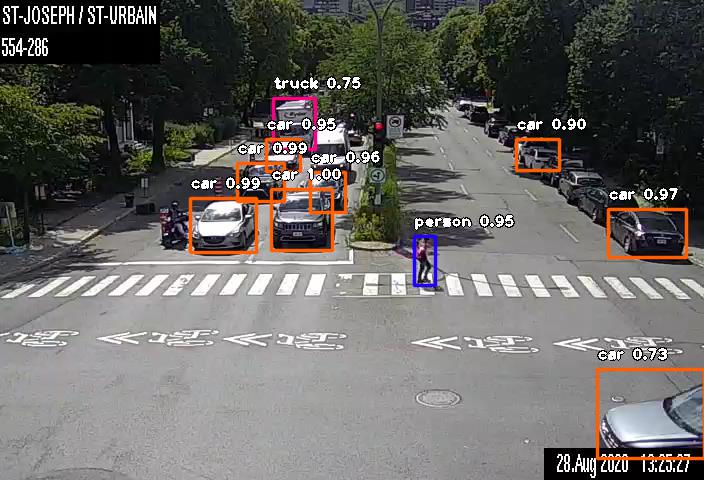 ST-JOSEPH / ST-URBAIN
554-286
truck 0.75
car 0.95
car 0.90
car 0.99
car 0.96
car 0.99
car 1.00
car 0.97
person 0.95
car 0.73
28.Aug 2020 13:25:27